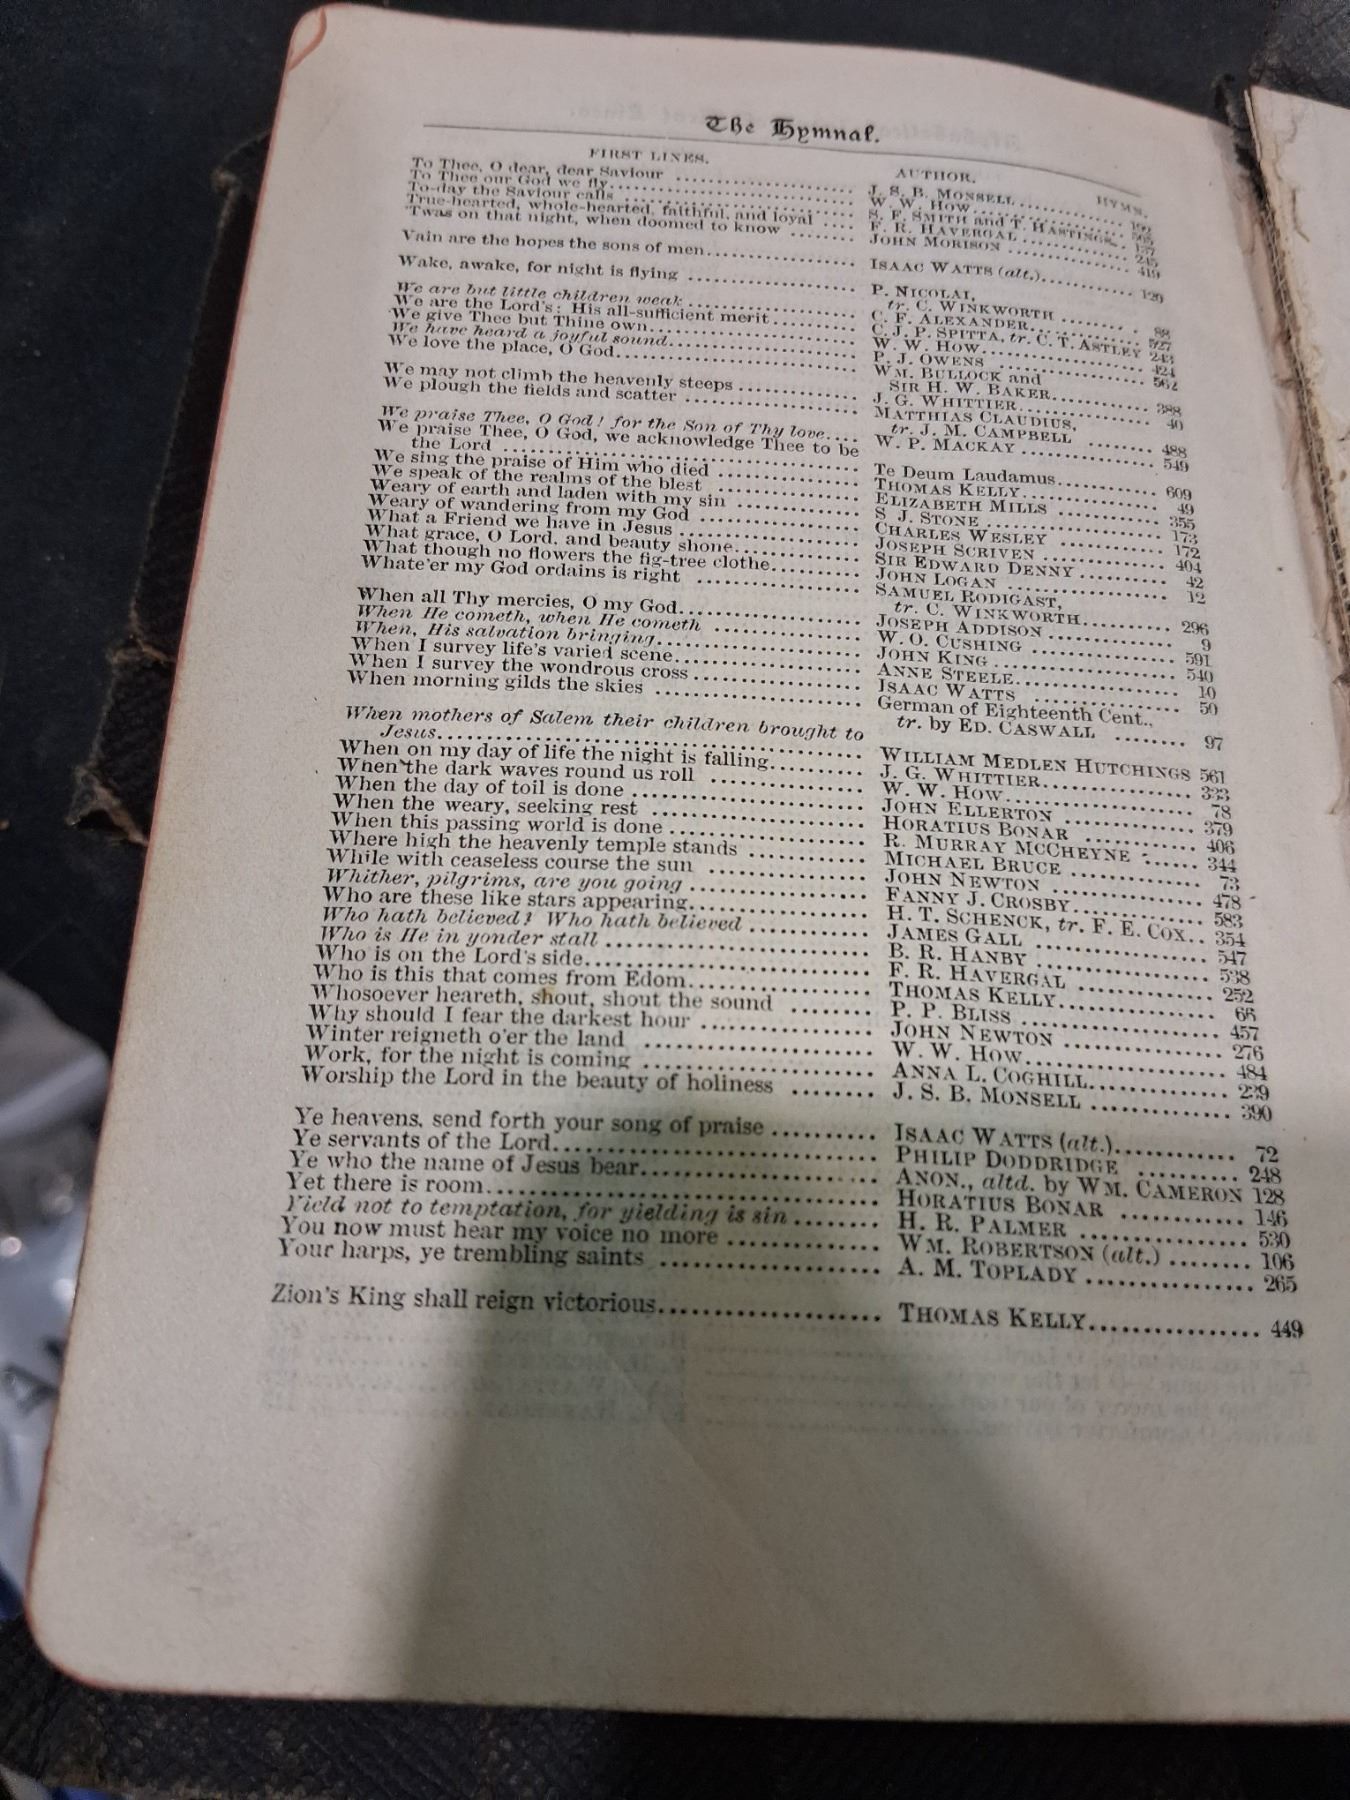 The Hymnal.
FIRST LINES. AUTHOR. HYMN.
To Thee, O dear, dear Saviour J. S. B. MONSELL
To Thee our God we fly W. W. HOW
To-day the Saviour calls S. F. SMITH and T. HASTINGS
True-hearted, whole-hearted, faithful, and loyal F. R. HAVERGAL 245
'Twas on that night, when doomed to know JOHN MORISON 419
Vain are the hopes the sons of men ISAAC WATTS (alt.) 120
Wake, awake, for night is flying P. NICOLAI,
tr. C. WINKWORTH 88
We are but little children weak C. F. ALEXANDER 527
We are the Lord's: His all-sufficient merit C. J. P. SPITTA, tr. C. T. ASTLEY 243
We give Thee but Thine own W. W. HOW 424
We have heard a joyful sound P. J. OWENS 562
We love the place, O God WM. BULLOCK and
SIR H. W. BAKER 388
We may not climb the heavenly steeps J. G. WHITTIER 40
We plough the fields and scatter MATTHIAS CLAUDIUS,
tr. J. M. CAMPBELL 488
We praise Thee, O God! for the Son of Thy love W. P. MACKAY 549
We praise Thee, O God, we acknowledge Thee to be
the Lord Te Deum Laudamus 609
We sing the praise of Him who died THOMAS KELLY 49
We speak of the realms of the blest ELIZABETH MILLS 355
Weary of earth and laden with my sin S J. STONE 173
Weary of wandering from my God CHARLES WESLEY 172
What a Friend we have in Jesus JOSEPH SCRIVEN 404
What grace, O Lord, and beauty shone SIR EDWARD DENNY 42
What though no flowers the fig-tree clothe JOHN LOGAN 12
Whate'er my God ordains is right SAMUEL RODIGAST,
tr. C. WINKWORTH 296
When all Thy mercies, O my God JOSEPH ADDISON 9
When He cometh, when He cometh W. O. CUSHING 591
When, His salvation bringing JOHN KING 540
When I survey life's varied scene ANNE STEELE 10
When I survey the wondrous cross ISAAC WATTS 50
When morning gilds the skies German of Eighteenth Cent.,
tr. by ED. CASWALL 97
When mothers of Salem their children brought to
Jesus WILLIAM MEDLEN HUTCHINGS 561
When on my day of life the night is falling J. G. WHITTIER 333
When the dark waves round us roll W. W. HOW 78
When the day of toil is done JOHN ELLERTON 379
When the weary, seeking rest HORATIUS BONAR 406
When this passing world is done R. MURRAY MCCHEYNE 344
Where high the heavenly temple stands MICHAEL BRUCE 73
While with ceaseless course the sun JOHN NEWTON 478
Whither, pilgrims, are you going FANNY J. CROSBY 583
Who are these like stars appearing H. T. SCHENCK, tr. F. E. COX 354
Who hath believed? Who hath believed JAMES GALL 547
Who is He in yonder stall B. R. HANBY 538
Who is on the Lord's side F. R. HAVERGAL 252
Who is this that comes from Edom THOMAS KELLY 66
Whosoever heareth, shout, shout the sound P. P. BLISS 457
Why should I fear the darkest hour JOHN NEWTON 276
Winter reigneth o'er the land W. W. HOW 484
Work, for the night is coming ANNA L. COGHILL 239
Worship the Lord in the beauty of holiness J. S. B. MONSELL 390
Ye heavens, send forth your song of praise ISAAC WATTS (alt.) 72
Ye servants of the Lord PHILIP DODDRIDGE 248
Ye who the name of Jesus bear ANON., altd. by WM. CAMERON 128
Yet there is room HORATIUS BONAR 146
Yield not to temptation, for yielding is sin H. R. PALMER 530
You now must hear my voice no more WM. ROBERTSON (alt.) 106
Your harps, ye trembling saints A. M. TOPLADY 265
Zion's King shall reign victorious THOMAS KELLY 449